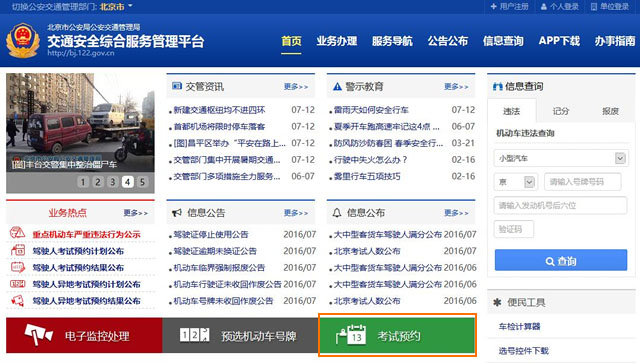 切换公安交通管理部门: 北京市
用户注册 个人登录 单位登录
北京市公安局公安交通管理局
交通安全综合服务管理平台
http://bj.122.gov.cn
首页 业务办理 服务导航 公告公布 信息查询 APP下载 办事指南
[图]丰台交警集中整治僵尸车
1 2 3 4 5
交管资讯 更多>>
新建交通枢纽均不进四环 07-12
首都机场将限时停车落客 07-12
[图]昌平区举办“平安在路上... 07-12
交管部门集中开展暑期交通... 07-12
交管部门多项措施全力服务... 07-12
警示教育 更多>>
雷雨天如何安全行车 07-12
夏季开车跑高速牢记这4点 ... 07-12
防风防沙防春困 春季安全行... 03-21
行驶中失火怎么办？ 02-16
雾里行车五项技巧 02-16
业务热点 更多>>
重点机动车严重违法行为公示
驾驶人考试预约计划公布
驾驶人考试预约结果公布
驾驶人异地考试预约计划公布
驾驶人异地考试预约结果公布
信息公告 更多>>
驾驶证停止使用公告 2016/07
驾驶证逾期未换证公告 2016/07
机动车临界强制报废公告 2016/07
机动车行驶证未收回作废公告 2016/07
机动车号牌未收回作废公告 2016/07
信息公布 更多>>
大中型客货车驾驶人满分公布 2016/07
北京考试人数公布 2016/07
大中型客货车驾驶人满分公布 2016/06
大中型客货车驾驶人满分公布 2016/06
北京考试人数公布 2016/06
电子监控处理
123 预选机动车号牌
13 考试预约
信息查询
违法 记分 报废
机动车违法查询
小型汽车
京 请输入号牌号码
请输入发动机号后六位
验证码
查询
便民工具
车检计算器
选号控件下载